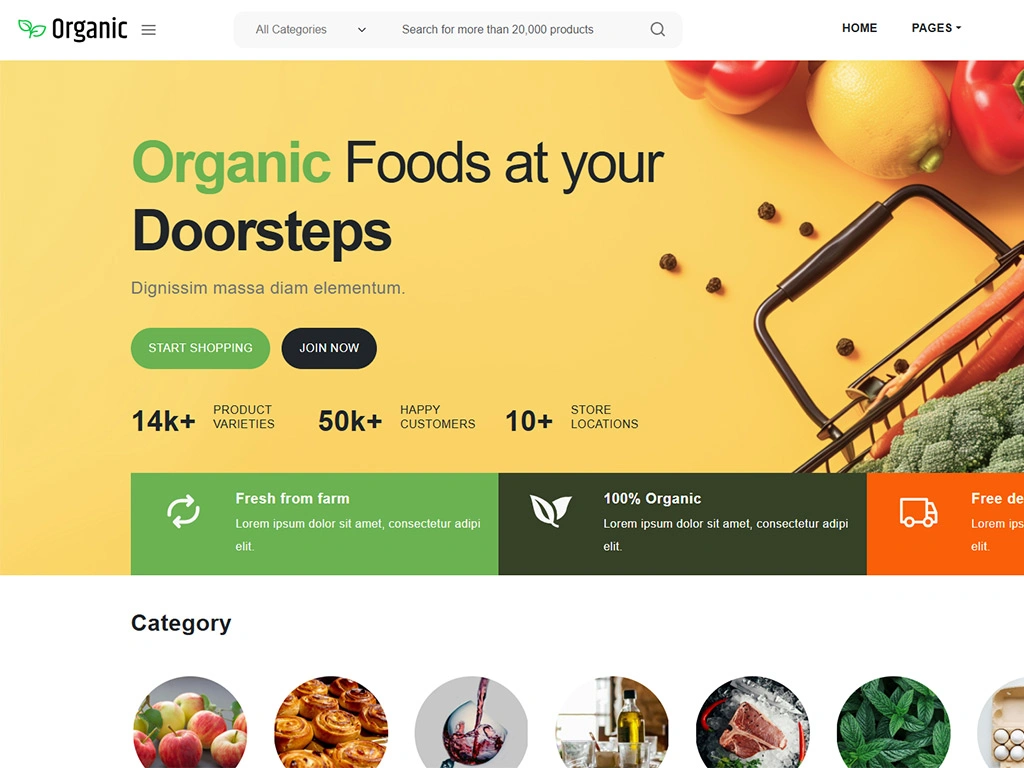 Organic
All Categories
Search for more than 20,000 products
HOME
PAGES
Organic Foods at your
Doorsteps
Dignissim massa diam elementum.
START SHOPPING
JOIN NOW
14k+
PRODUCT
VARIETIES
50k+
HAPPY
CUSTOMERS
10+
STORE
LOCATIONS
Fresh from farm
Lorem ipsum dolor sit amet, consectetur adipi
elit.
100% Organic
Lorem ipsum dolor sit amet, consectetur adipi
elit.
Free de
Lorem ips
elit.
Category